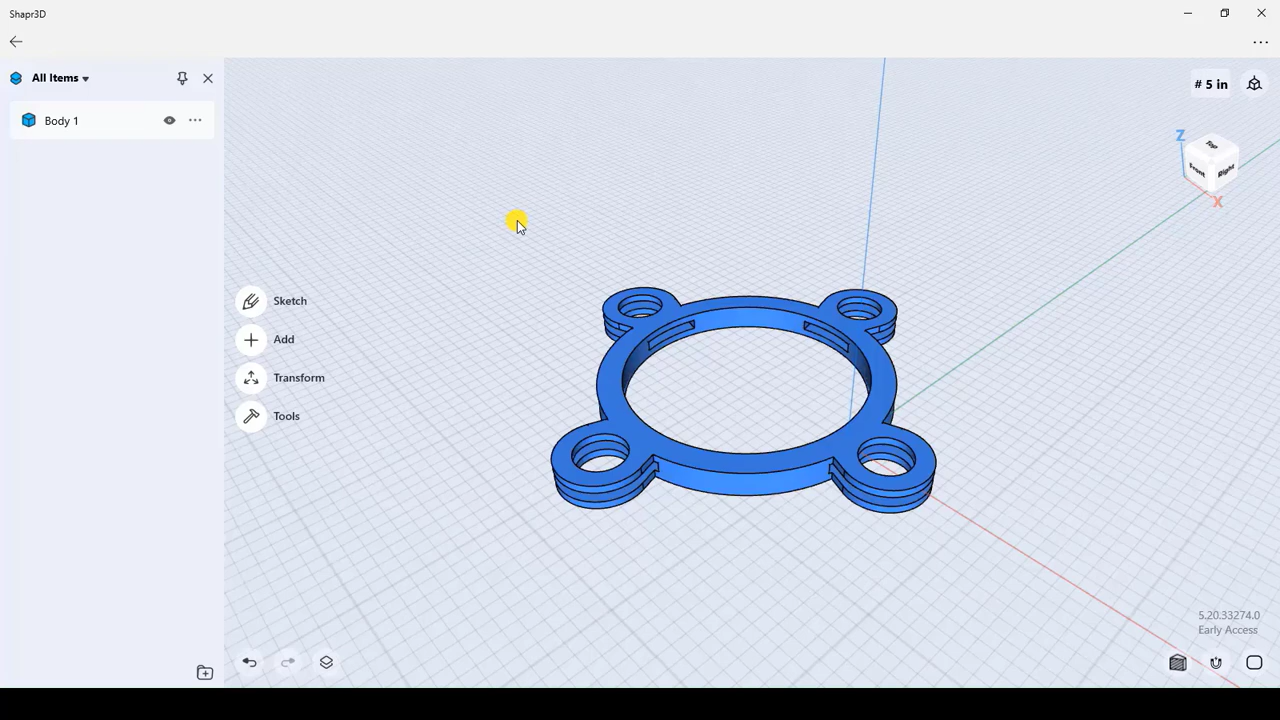 Shapr3D
All Items
Body 1
# 5 in
Z
Top
Front
Right
X
Sketch
Add
Transform
Tools
5.20.33274.0
Early Access